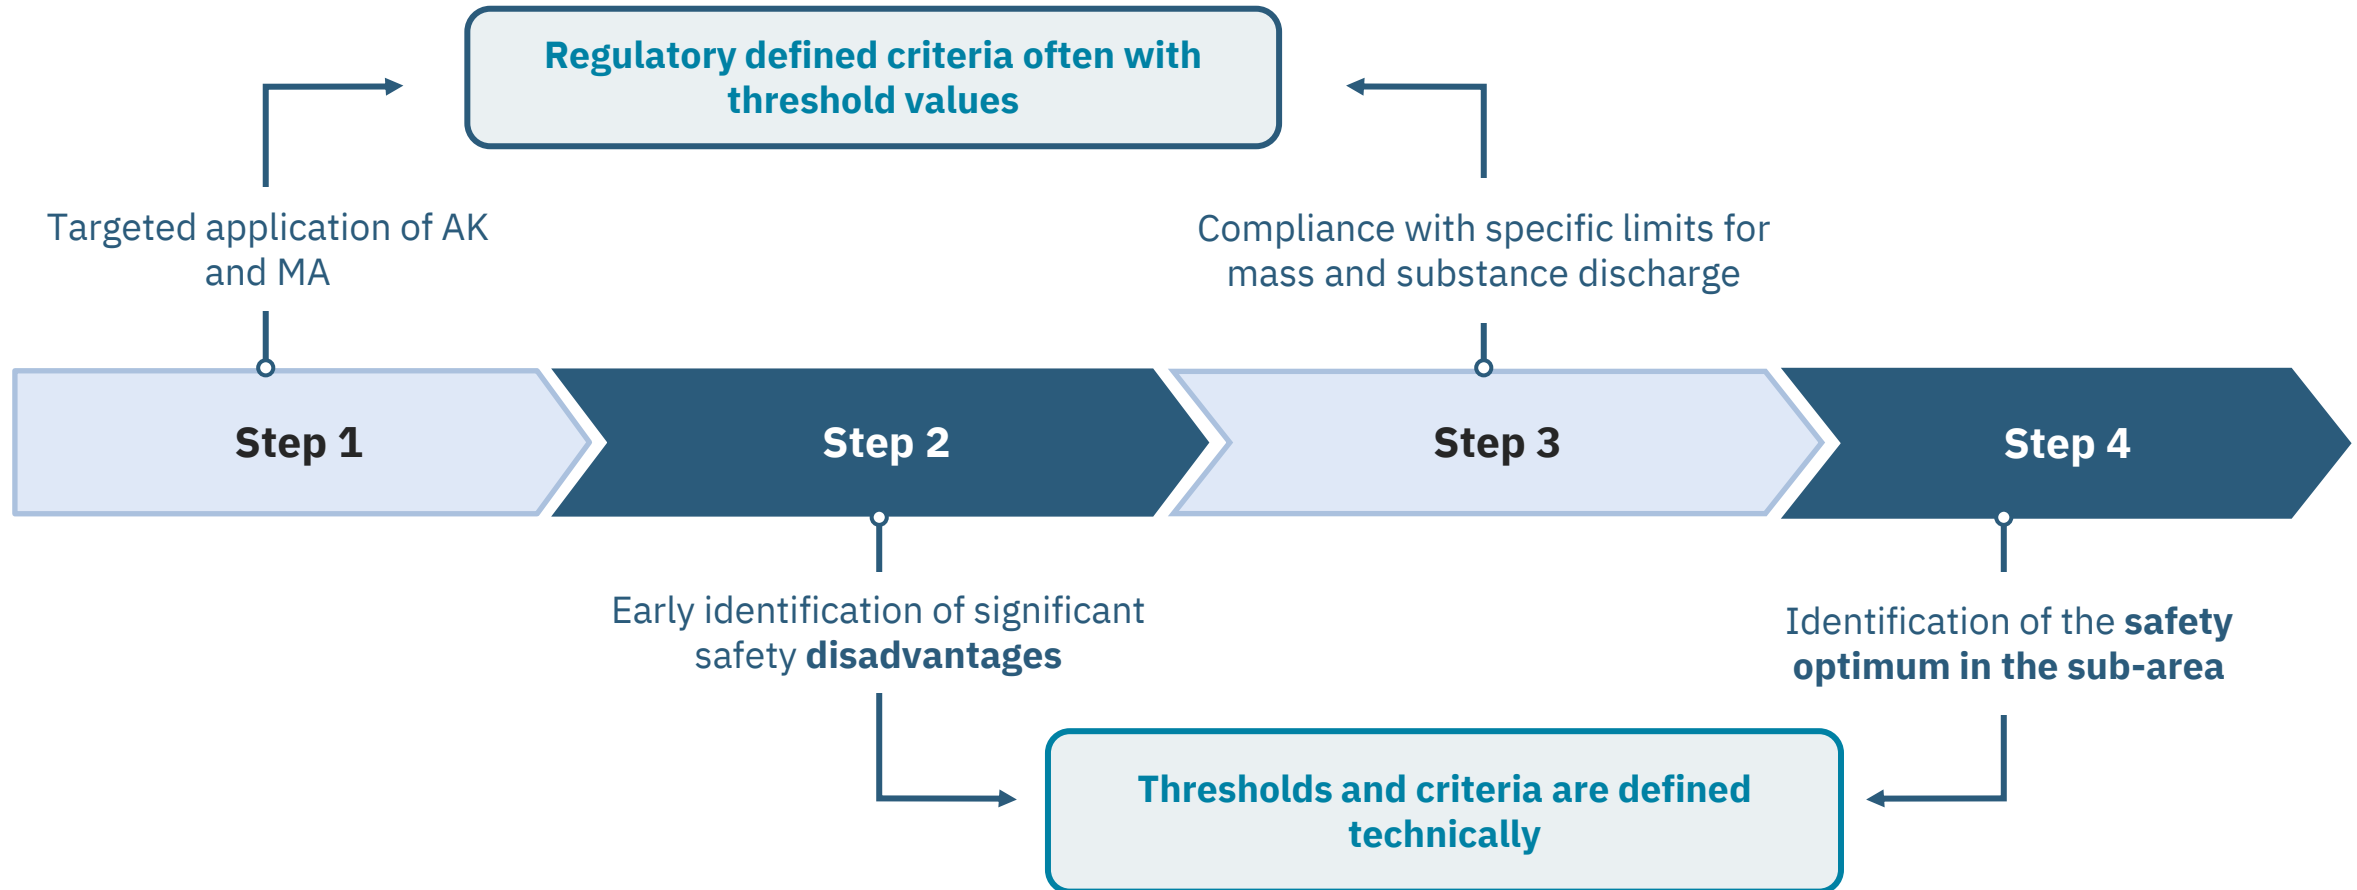 Regulatory defined criteria often with
threshold values
Targeted application of AK
and MA
Compliance with specific limits for
mass and substance discharge
Step 1
Step 2
Step 3
Step 4
Early identification of significant
safety disadvantages
Identification of the safety
optimum in the sub-area
Thresholds and criteria are defined
technically